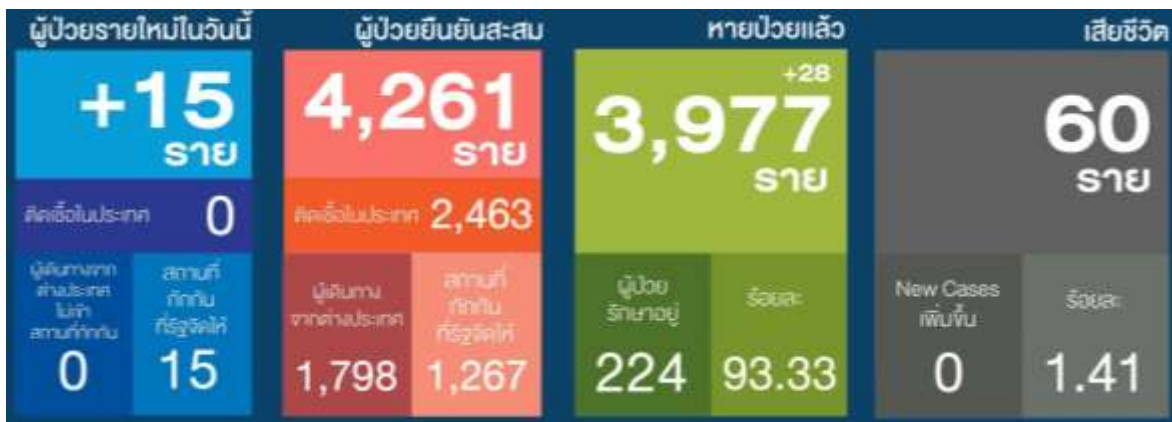 ผู้ป่วยรายใหม่ในวันนี้
+15
ราย
ติดเชื้อในประเทศ 0
ผู้เดินทางจาก
ต่างประเทศ
ไม่เข้า
สถานที่กักกัน
0
สถานที่
กักกัน
ที่รัฐจัดให้
15
ผู้ป่วยยืนยันสะสม
4,261
ราย
ติดเชื้อในประเทศ 2,463
ผู้เดินทาง
จากต่างประเทศ
1,798
สถานที่
กักกัน
ที่รัฐจัดให้
1,267
หายป่วยแล้ว
+28
3,977
ราย
ผู้ป่วย
รักษาอยู่
224
ร้อยละ
93.33
เสียชีวิต
60
ราย
New Cases
เพิ่มขึ้น
0
ร้อยละ
1.41